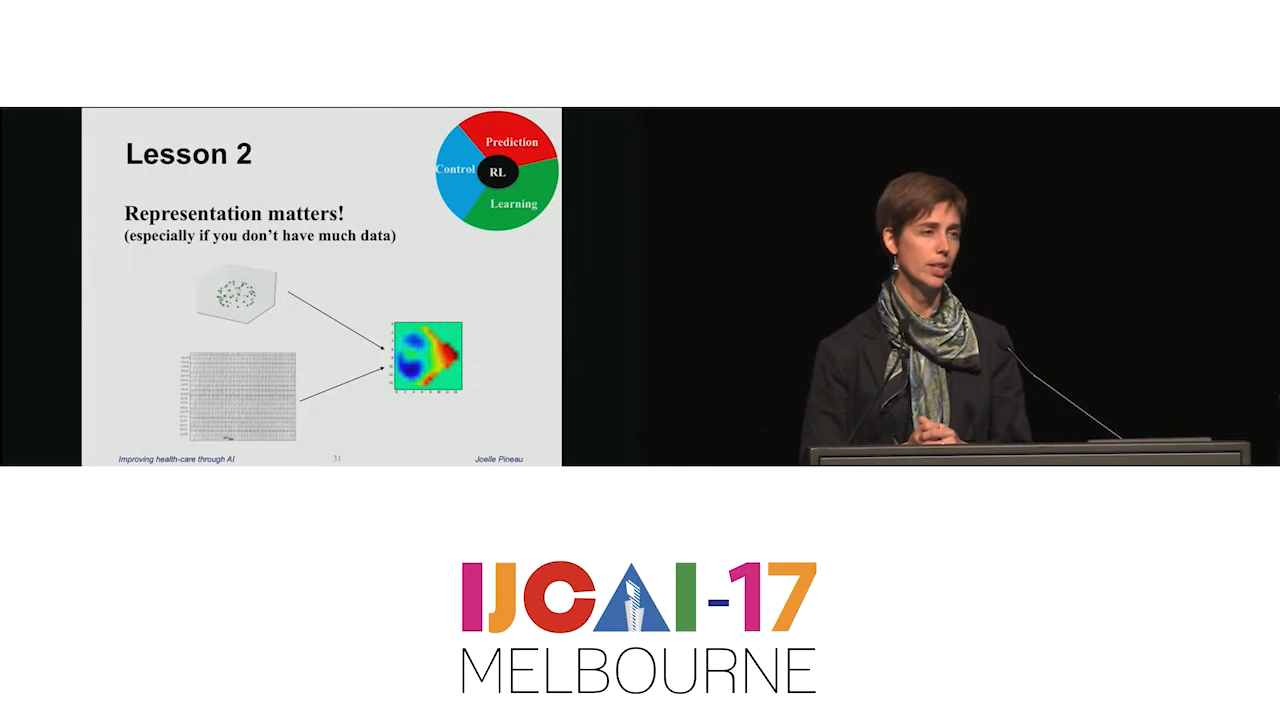 Lesson 2
Prediction
Control
RL
Learning
Representation matters!
(especially if you don't have much data)
Improving health-care through AI
31
Joelle Pineau
IJCAI-17
MELBOURNE